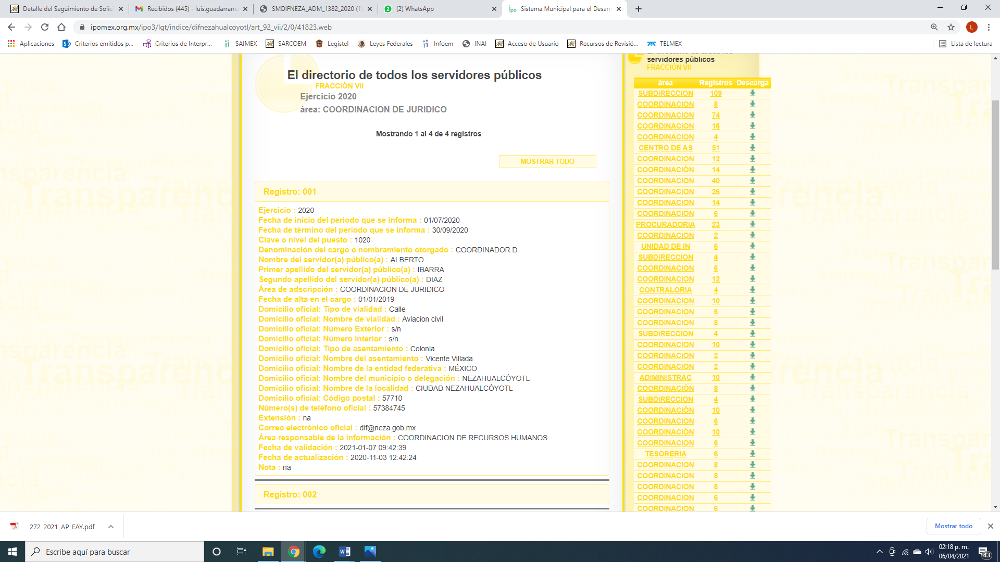 Detalle del Seguimiento de Solici
Recibidos (445) - luis.guadarrama
SMDIFNEZA_ADM_1382_2020 (1)
(2) WhatsApp
Sistema Municipal para el Desarr
ipomex.org.mx/ipo3/lgt/indice/difnezahualcoyotl/art_92_vii/2/0/41823.web
L
Aplicaciones
Criterios emitidos p...
Criterios de Interpr...
SAIMEX
SARCOEM
Legistel
Leyes Federales
Infoem
INAI
Acceso de Usuario
Recursos de Revisió...
TELMEX
Lista de lectura
El directorio de todos los servidores públicos
FRACCIÓN VII
Ejercicio 2020
área: COORDINACION DE JURIDICO
Mostrando 1 al 4 de 4 registros
MOSTRAR TODO
Registro: 001
Ejercicio : 2020
Fecha de inicio del periodo que se informa : 01/07/2020
Fecha de término del periodo que se informa : 30/09/2020
Clave o nivel del puesto : 1020
Denominación del cargo o nombramiento otorgado : COORDINADOR D
Nombre del servidor(a) público(a) : ALBERTO
Primer apellido del servidor(a) público(a) : IBARRA
Segundo apellido del servidor(a) público(a) : DIAZ
Área de adscripción : COORDINACION DE JURIDICO
Fecha de alta en el cargo : 01/01/2019
Domicilio oficial: Tipo de vialidad : Calle
Domicilio oficial: Nombre de vialidad : Aviacion civil
Domicilio oficial: Número Exterior : s/n
Domicilio oficial: Número interior : s/n
Domicilio oficial: Tipo de asentamiento : Colonia
Domicilio oficial: Nombre del asentamiento : Vicente Villada
Domicilio oficial: Nombre de la entidad federativa : MÉXICO
Domicilio oficial: Nombre del municipio o delegación : NEZAHUALCÓYOTL
Domicilio oficial: Nombre de la localidad : CIUDAD NEZAHUALCÓYOTL
Domicilio oficial: Código postal : 57710
Número(s) de teléfono oficial : 57384745
Extensión : na
Correo electrónico oficial : dif@neza.gob.mx
Área responsable de la información : COORDINACION DE RECURSOS HUMANOS
Fecha de validación : 2021-01-07 09:42:39
Fecha de actualización : 2020-11-03 12:42:24
Nota : na
Registro: 002
El directorio de todos los
servidores públicos
FRACCIÓN VII
área Registros Descarga
SUBDIRECCION 109
COORDINACION 8
COORDINACION 74
COORDINACION 16
COORDINACION 4
CENTRO DE AS 51
COORDINACION 12
COORDINACIÓN 14
COORDINACION 40
COORDINACION 26
COORDINACION 14
COORDINACION 6
PROCURADORIA 23
COORDINACION 2
UNIDAD DE IN 6
SUBDIRECCION 4
COORDINACION 6
COORDINACION 12
CONTRALORIA 4
COORDINACION 10
COORDINACION 6
COORDINACION 8
SUBDIRECCION 4
COORDINACION 10
COORDINACION 2
COORDINACION 2
ADIMINISTRAC 10
COORDINACIÓN 8
SUBDIRECCION 4
COORDINACIÓN 10
COORDINACION 6
COORDINACIÓN 10
COORDINACION 6
TESORERIA 6
COORDINACION 8
COORDINACION 8
COORDINACION 8
COORDINACION 6
COORDINACION 6
Transparencia
272_2021_AP_EAY.pdf
Mostrar todo
Escribe aquí para buscar
02:18 p. m.
06/04/2021
43